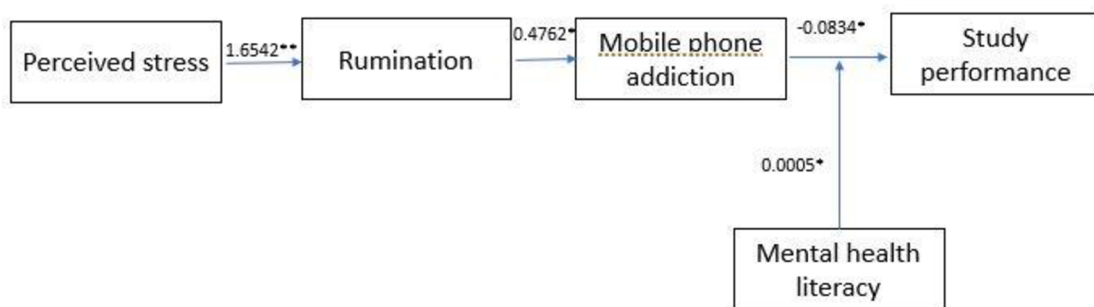 Perceived stress
1.6542**
Rumination
0.4762*
Mobile phone
addiction
-0.0834*
Study
performance
0.0005*
Mental health
literacy